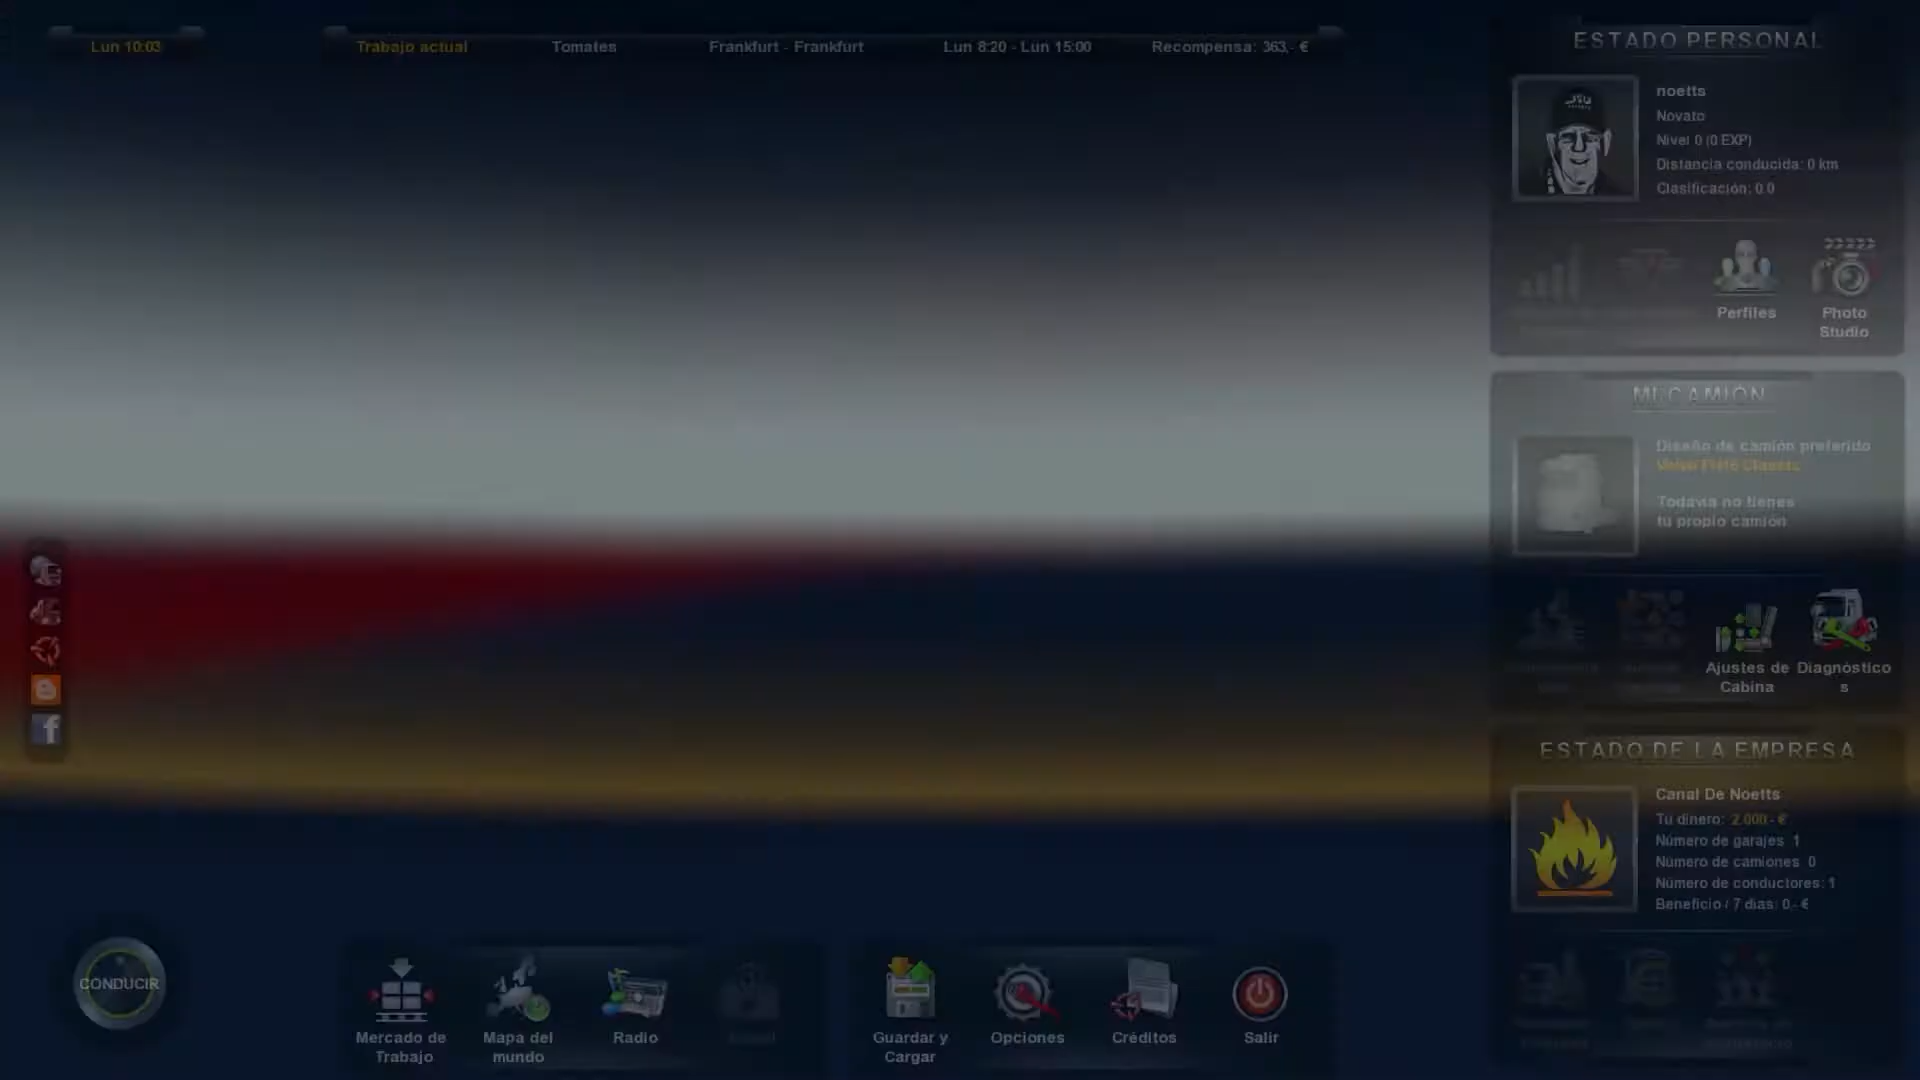 Lun 10:03
Trabajo actual
Tomates
Frankfurt - Frankfurt
Lun 8:20 - Lun 15:00
Recompensa: 363,- €
ESTADO PERSONAL
noetts
Novato
Nivel 0 (0 EXP)
Distancia conducida: 0 km
Clasificación: 0.0
Perfiles
Photo
Studio
MI CAMIÓN
Diseño de camión preferido
Volvo FH16 Classic
Todavía no tienes
tu propio camión
Ajustes de
Cabina
Diagnóstico
s
ESTADO DE LA EMPRESA
Canal De Noetts
Tu dinero: 2.000,- €
Número de garajes: 1
Número de camiones: 0
Número de conductores: 1
Beneficio / 7 días: 0,- €
CONDUCIR
Mercado de
Trabajo
Mapa del
mundo
Radio
Guardar y
Cargar
Opciones
Créditos
Salir